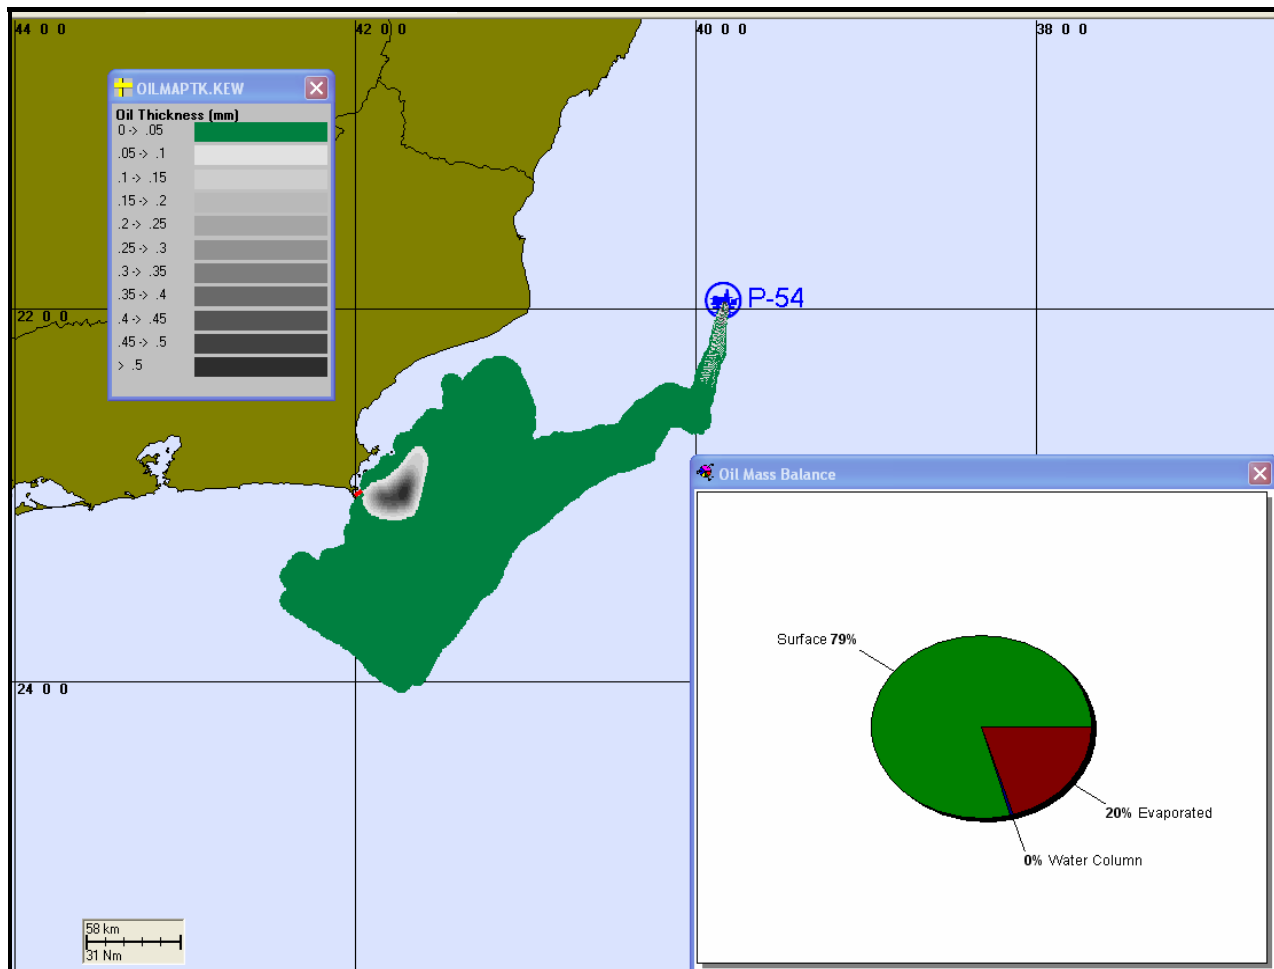 44 0 0
42 0 0
40 0 0
38 0 0
OILMAPTK.KEW
Oil Thickness (mm)
0 -> .05
.05 -> .1
.1 -> .15
.15 -> .2
.2 -> .25
.25 -> .3
.3 -> .35
.35 -> .4
.4 -> .45
.45 -> .5
> .5
P-54
22 0 0
Oil Mass Balance
Surface 79%
20% Evaporated
0% Water Column
24 0 0
58 km
31 Nm